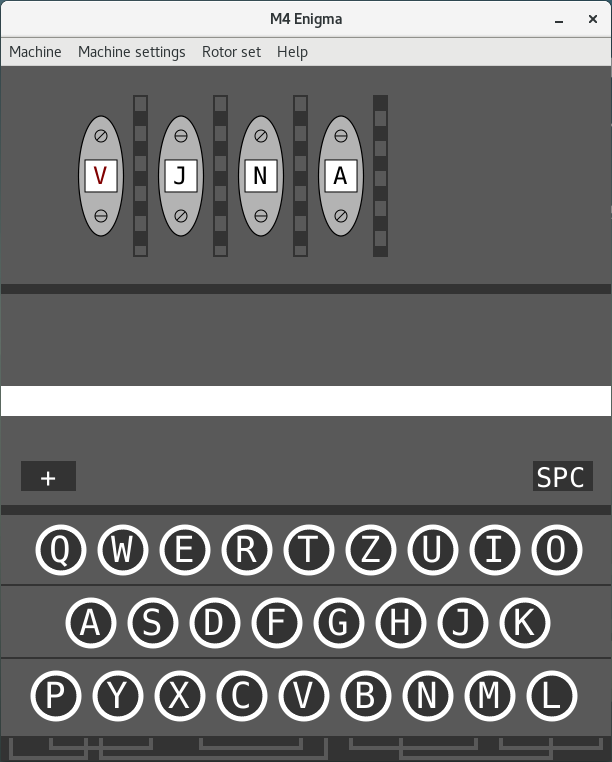 M4 Enigma
Machine Machine settings Rotor set Help
V J N A
+ SPC
Q W E R T Z U I O
A S D F G H J K
P Y X C V B N M L